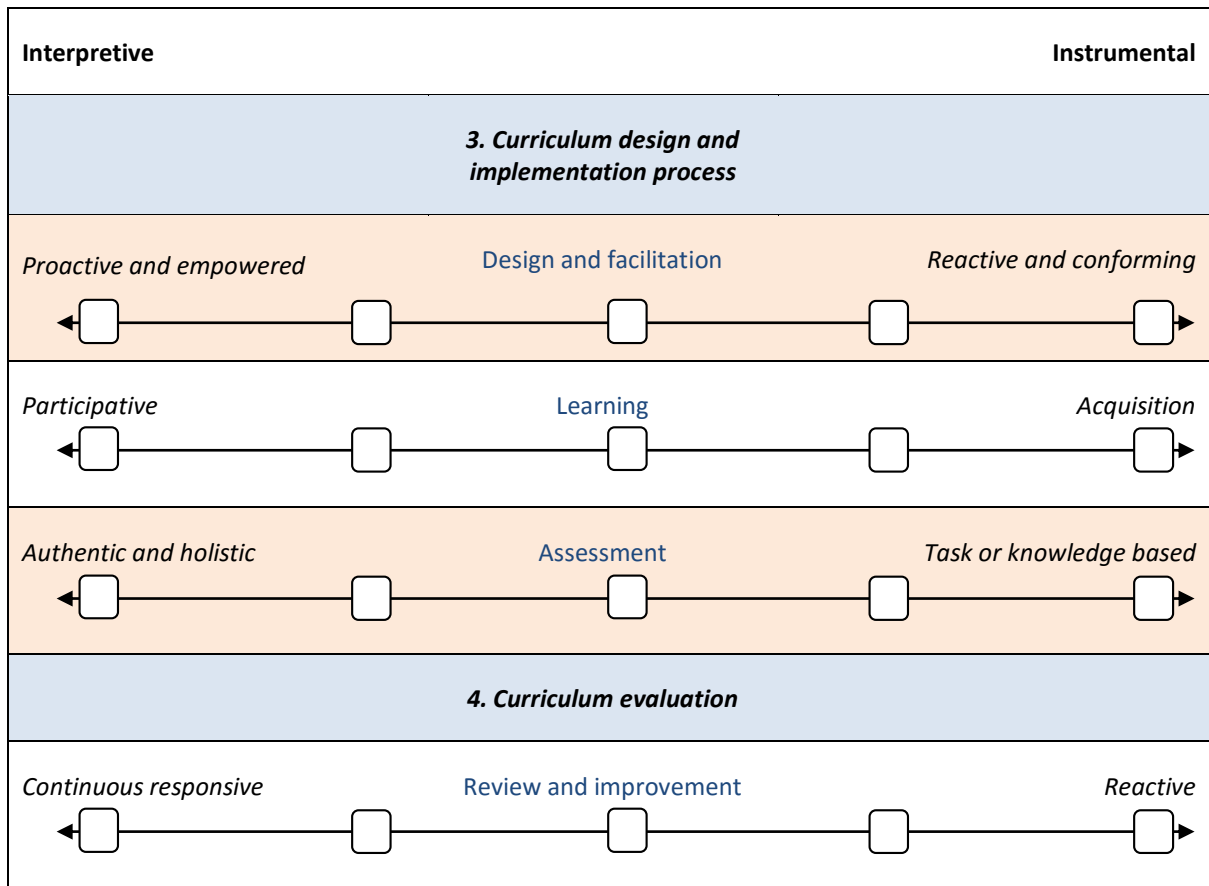 Interpretive Instrumental
3. Curriculum design and
implementation process
Proactive and empowered Design and facilitation Reactive and conforming
Participative Learning Acquisition
Authentic and holistic Assessment Task or knowledge based
4. Curriculum evaluation
Continuous responsive Review and improvement Reactive